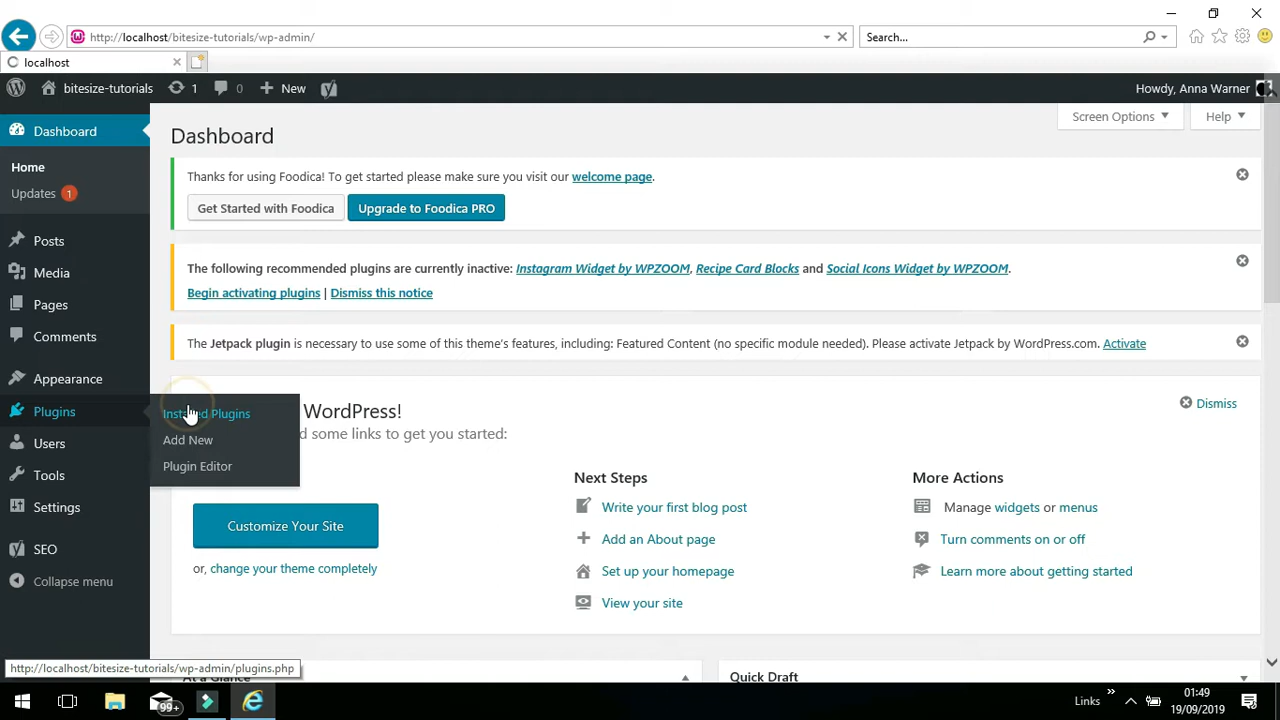 http://localhost/bitesize-tutorials/wp-admin/
Search...
localhost
bitesize-tutorials
1
0
New
Howdy, Anna Warner
Dashboard
Home
Updates 1
Posts
Media
Pages
Comments
Appearance
Plugins
Users
Tools
Settings
SEO
Collapse menu
Installed Plugins
Add New
Plugin Editor
Screen Options
Help
Dashboard
Thanks for using Foodica! To get started please make sure you visit our welcome page.
Get Started with Foodica
Upgrade to Foodica PRO
The following recommended plugins are currently inactive: Instagram Widget by WPZOOM, Recipe Card Blocks and Social Icons Widget by WPZOOM.
Begin activating plugins | Dismiss this notice
The Jetpack plugin is necessary to use some of this theme's features, including: Featured Content (no specific module needed). Please activate Jetpack by WordPress.com. Activate
WordPress!
Dismiss
d some links to get you started:
Customize Your Site
or, change your theme completely
Next Steps
Write your first blog post
Add an About page
Set up your homepage
View your site
More Actions
Manage widgets or menus
Turn comments on or off
Learn more about getting started
At a Glance
Quick Draft
http://localhost/bitesize-tutorials/wp-admin/plugins.php
99+
Links
01:49
19/09/2019